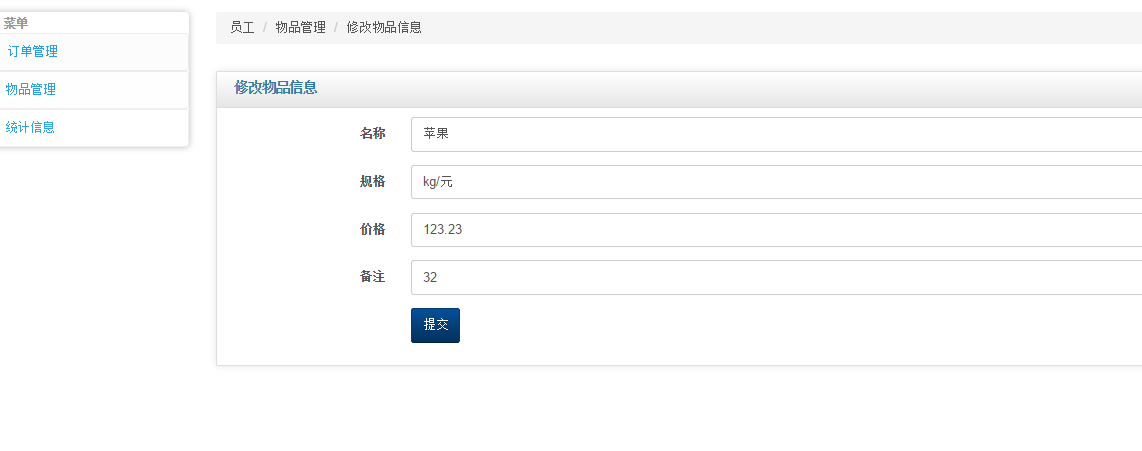 菜单
订单管理
物品管理
统计信息
员工 / 物品管理 / 修改物品信息
修改物品信息
名称 苹果
规格 kg/元
价格 123.23
备注 32
提交